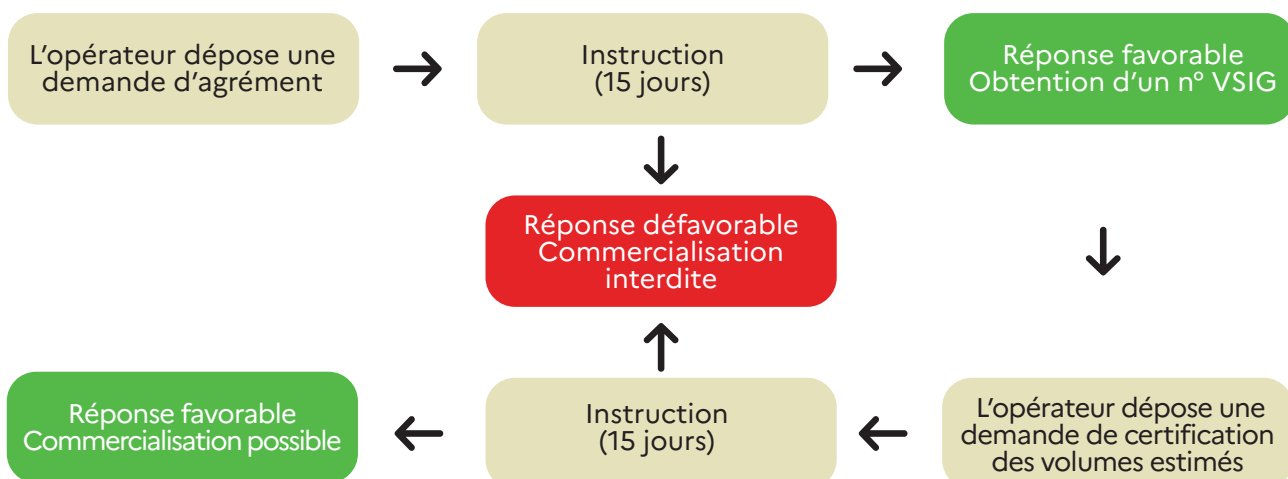 L'opérateur dépose une
demande d'agrément
Instruction
(15 jours)
Réponse favorable
Obtention d'un n° VSIG
Réponse défavorable
Commercialisation
interdite
Réponse favorable
Commercialisation possible
Instruction
(15 jours)
L'opérateur dépose une
demande de certification
des volumes estimés